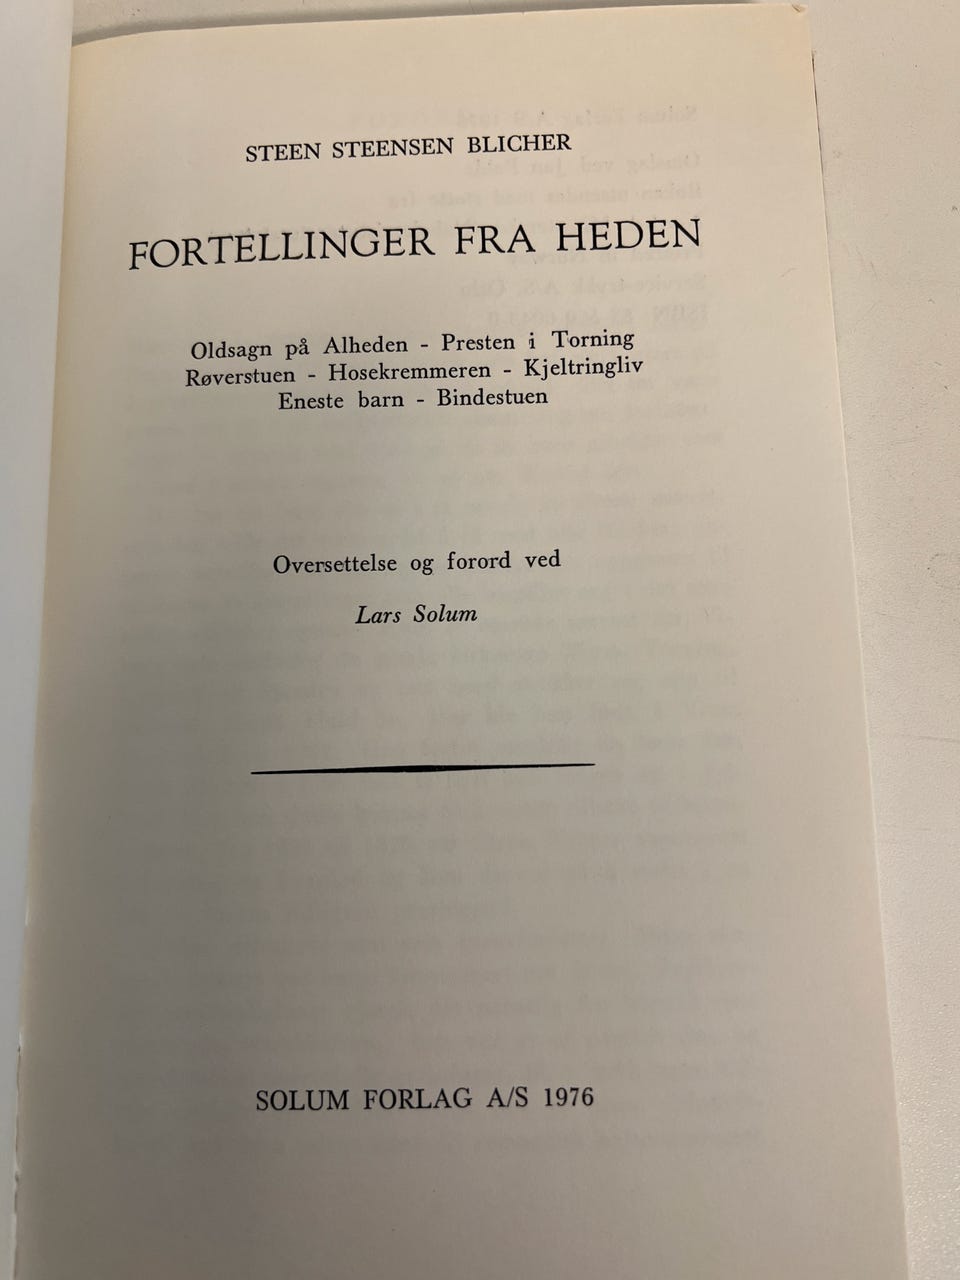 STEEN STEENSEN BLICHER
FORTELLINGER FRA HEDEN
Oldsagn på Alheden - Presten i Torning
Røverstuen - Hosekremmeren - Kjeltringliv
Eneste barn - Bindestuen
Oversettelse og forord ved
Lars Solum
SOLUM FORLAG A/S 1976